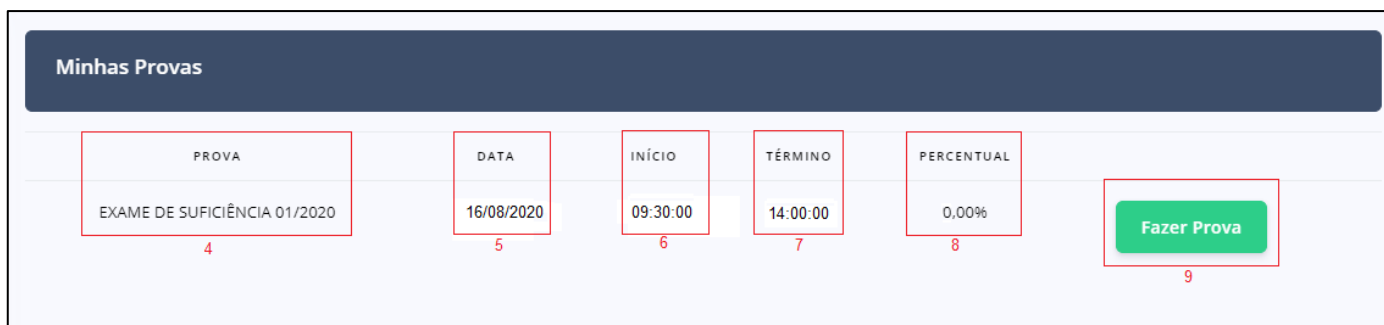 Minhas Provas
PROVA DATA INÍCIO TÉRMINO PERCENTUAL
EXAME DE SUFICIÊNCIA 01/2020 16/08/2020 09:30:00 14:00:00 0,00% Fazer Prova
4 5 6 7 8 9